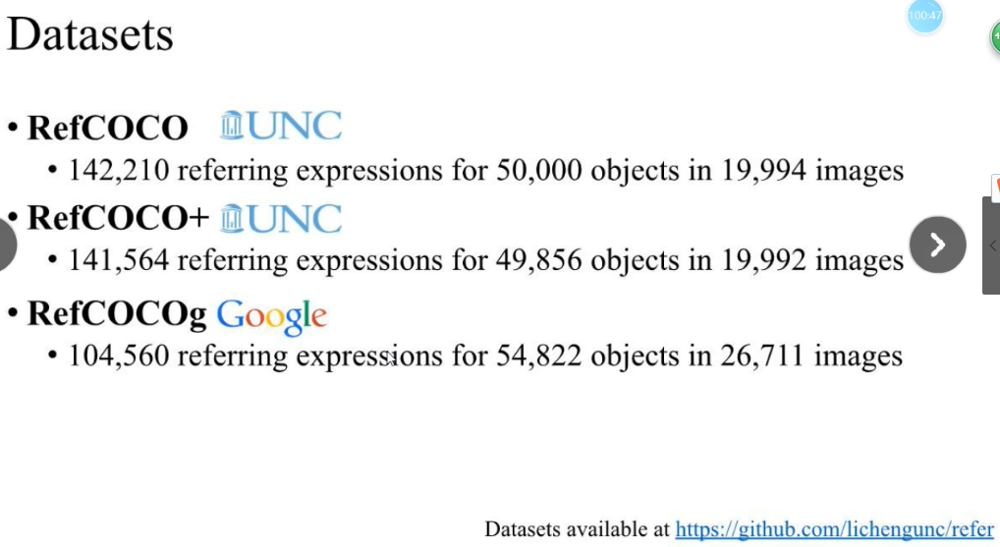 Datasets
100:47
• RefCOCO UNC
• 142,210 referring expressions for 50,000 objects in 19,994 images
• RefCOCO+ UNC
• 141,564 referring expressions for 49,856 objects in 19,992 images
• RefCOCOg Google
• 104,560 referring expressions for 54,822 objects in 26,711 images
Datasets available at https://github.com/lichengunc/refer